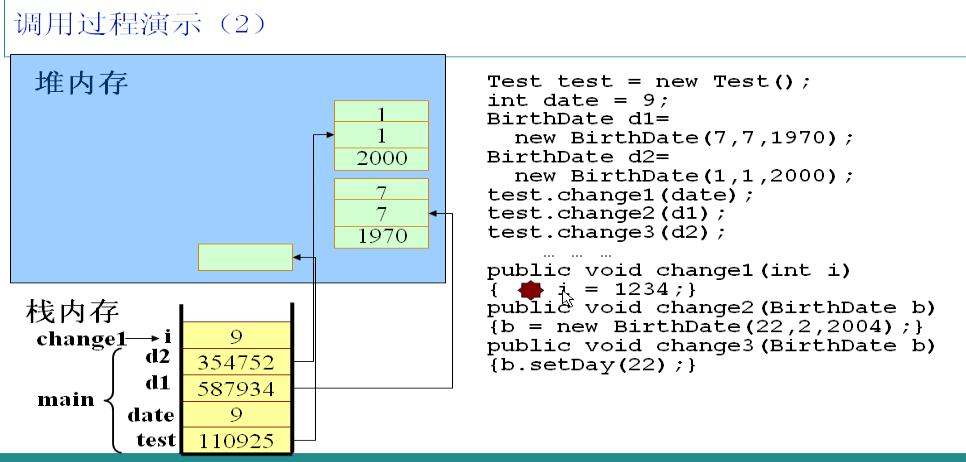 调用过程演示（2）
堆内存
1
1
2000
7
7
1970
栈内存
change1 i 9
d2 354752
d1 587934
main
date 9
test 110925
Test test = new Test();
int date = 9;
BirthDate d1=
new BirthDate(7,7,1970);
BirthDate d2=
new BirthDate(1,1,2000);
test.change1(date);
test.change2(d1);
test.change3(d2);
… … …
public void change1(int i)
{ i = 1234;}
public void change2(BirthDate b)
{b = new BirthDate(22,2,2004);}
public void change3(BirthDate b)
{b.setDay(22);}